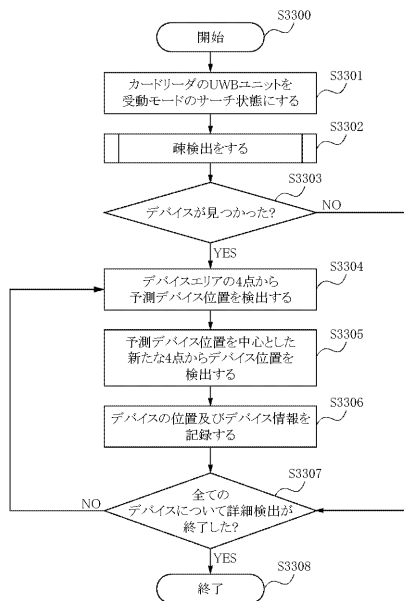 S3300
開始
S3301
カードリーダのUWBユニットを
受動モードのサーチ状態にする
S3302
疎検出をする
S3303
デバイスが見つかった?
NO
YES
S3304
デバイスエリアの4点から
予測デバイス位置を検出する
S3305
予測デバイス位置を中心とした
新たな4点からデバイス位置を
検出する
S3306
デバイスの位置及びデバイス情報を
記録する
S3307
全ての
デバイスについて詳細検出が
終了した?
NO
YES
S3308
終了